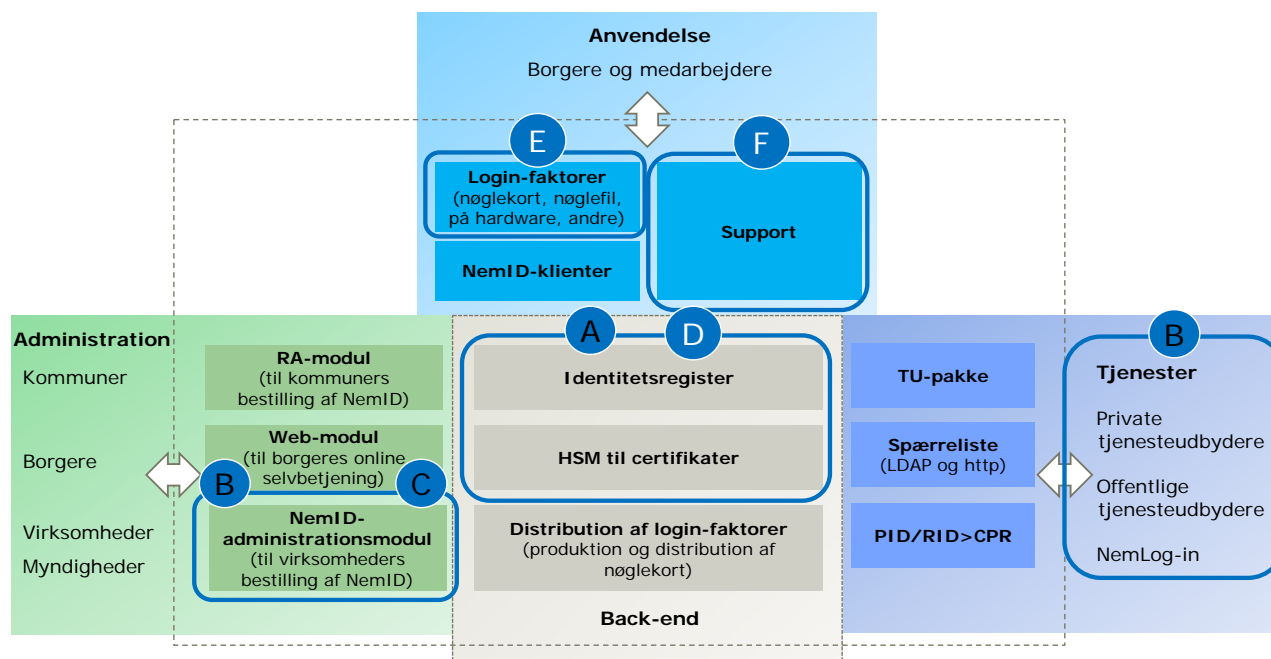 Anvendelse
Borgere og medarbejdere
E
F
Login-faktorer
(nøglekort, nøglefil,
på hardware, andre)
Support
NemID-klienter
Administration
Kommuner
Borgere
Virksomheder
Myndigheder
RA-modul
(til kommuners
bestilling af NemID)
Web-modul
(til borgeres online
selvbetjening)
B
C
NemID-
administrationsmodul
(til virksomheders
bestilling af NemID)
A
D
Identitetsregister
HSM til certifikater
Distribution af login-faktorer
(produktion og distribution af
nøglekort)
Back-end
TU-pakke
Spærreliste
(LDAP og http)
PID/RID>CPR
B
Tjenester
Private
tjenesteudbydere
Offentlige
tjenesteudbydere
NemLog-in